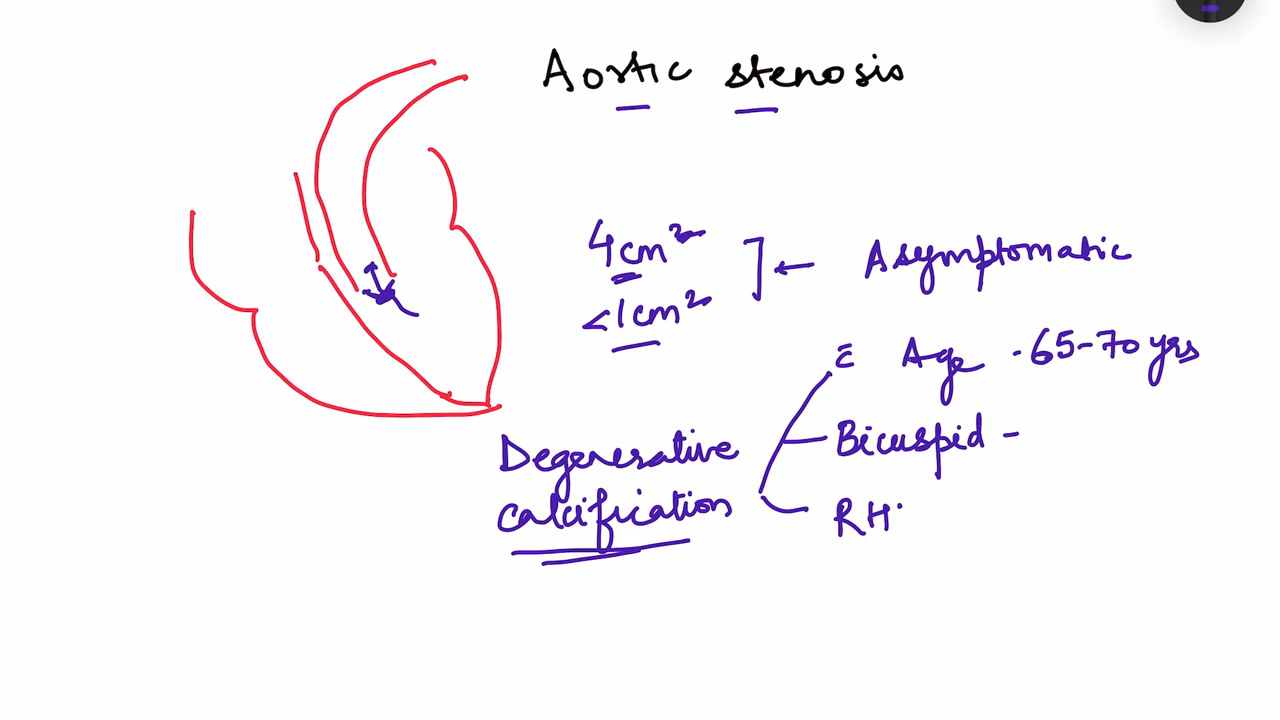 Aortic stenosis
4cm²
<1cm²
Asymptomatic
c̄ Age - 65-70 yrs
Degenerative
calcification
Bicuspid -
RH